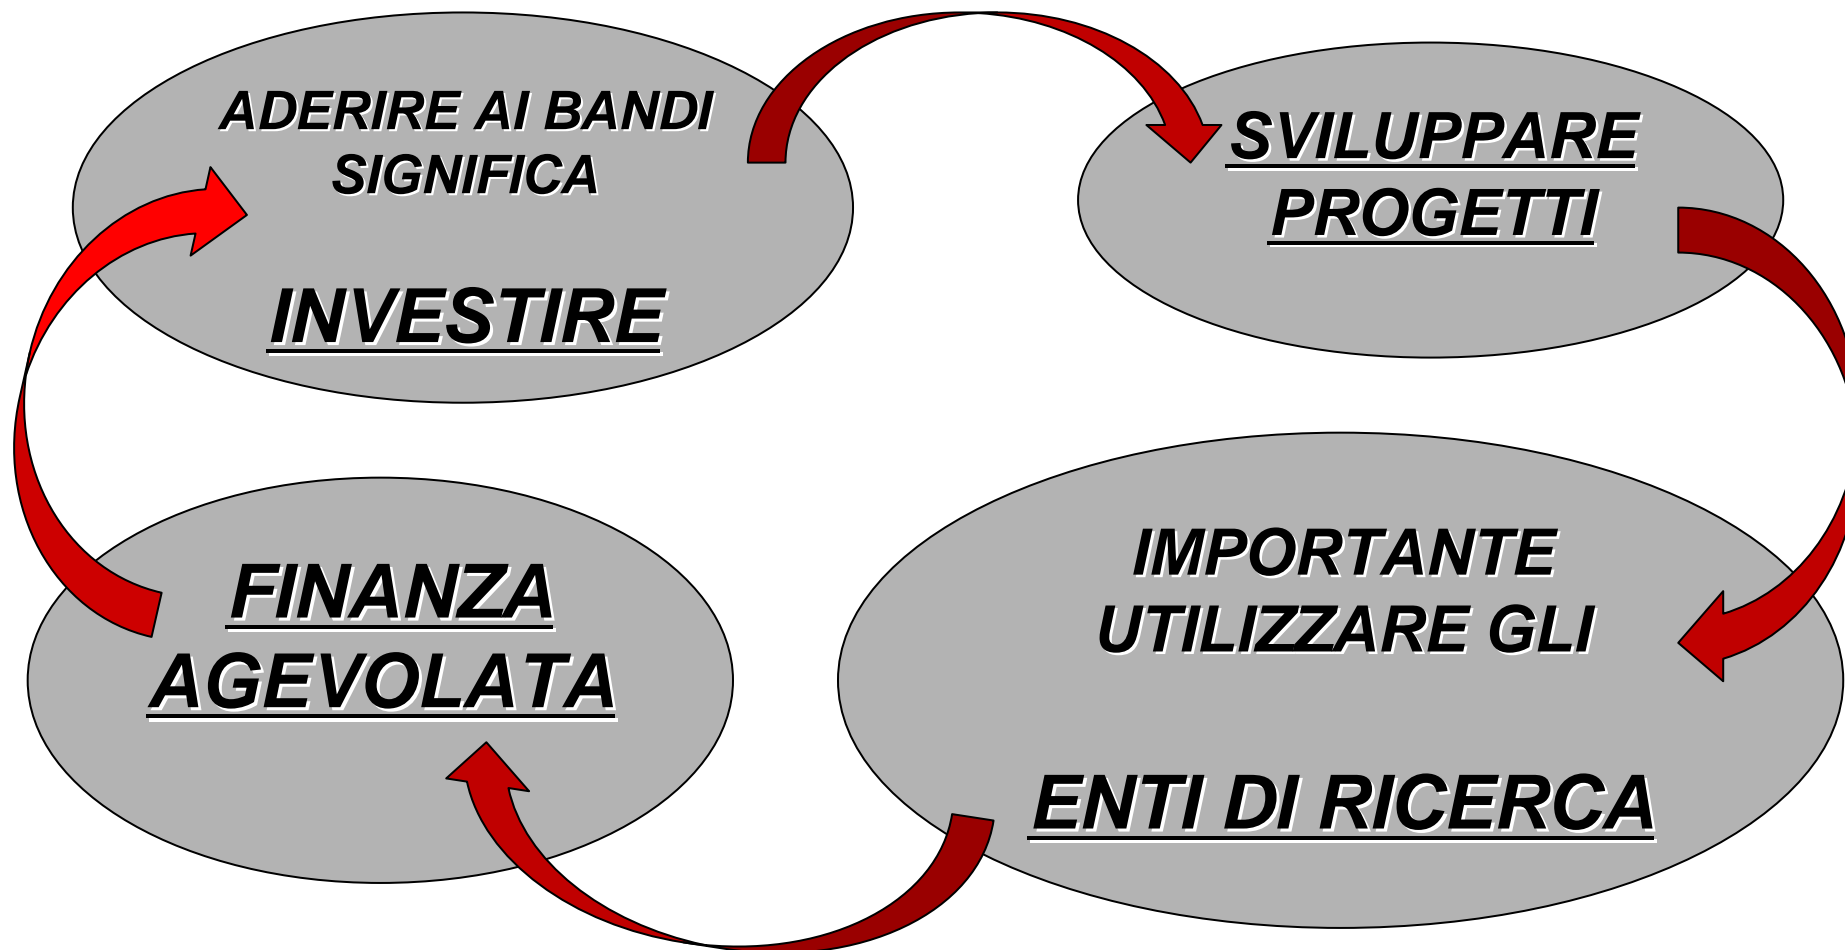 ADERIRE AI BANDI
SIGNIFICA
INVESTIRE
SVILUPPARE
PROGETTI
IMPORTANTE
UTILIZZARE GLI
ENTI DI RICERCA
FINANZA
AGEVOLATA